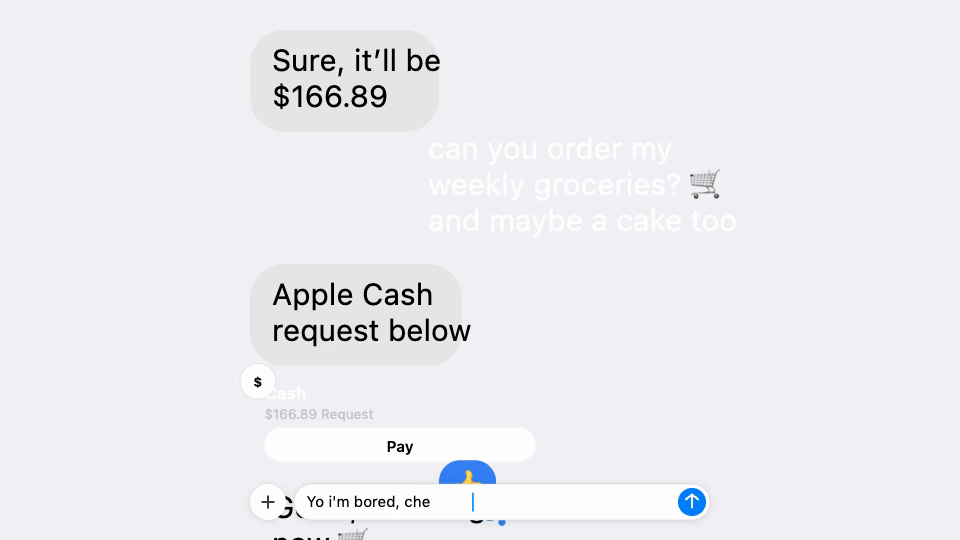 Sure, it’ll be
$166.89
can you order my
weekly groceries? 🛒
and maybe a cake too
Apple Cash
request below
$
Cash
$166.89 Request
Pay
👍
+ Yo i'm bored, che
now 🛒